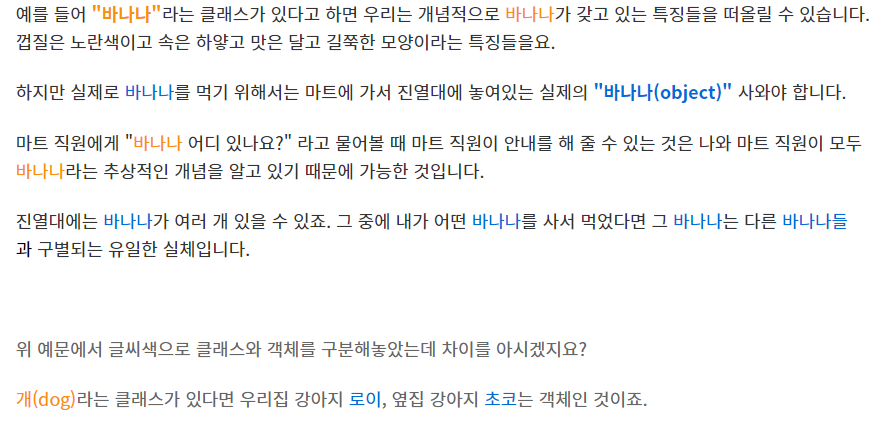 예를 들어 "바나나"라는 클래스가 있다고 하면 우리는 개념적으로 바나나가 갖고 있는 특징들을 떠올릴 수 있습니다.
껍질은 노란색이고 속은 하얗고 맛은 달고 길쭉한 모양이라는 특징들을요.
하지만 실제로 바나나를 먹기 위해서는 마트에 가서 진열대에 놓여있는 실제의 "바나나(object)" 사와야 합니다.
마트 직원에게 "바나나 어디 있나요?" 라고 물어볼 때 마트 직원이 안내를 해 줄 수 있는 것은 나와 마트 직원이 모두
바나나라는 추상적인 개념을 알고 있기 때문에 가능한 것입니다.
진열대에는 바나나가 여러 개 있을 수 있죠. 그 중에 내가 어떤 바나나를 사서 먹었다면 그 바나나는 다른 바나나들
과 구별되는 유일한 실체입니다.
위 예문에서 글씨색으로 클래스와 객체를 구분해놓았는데 차이를 아시겠지요?
개(dog)라는 클래스가 있다면 우리집 강아지 로이, 옆집 강아지 초코는 객체인 것이죠.